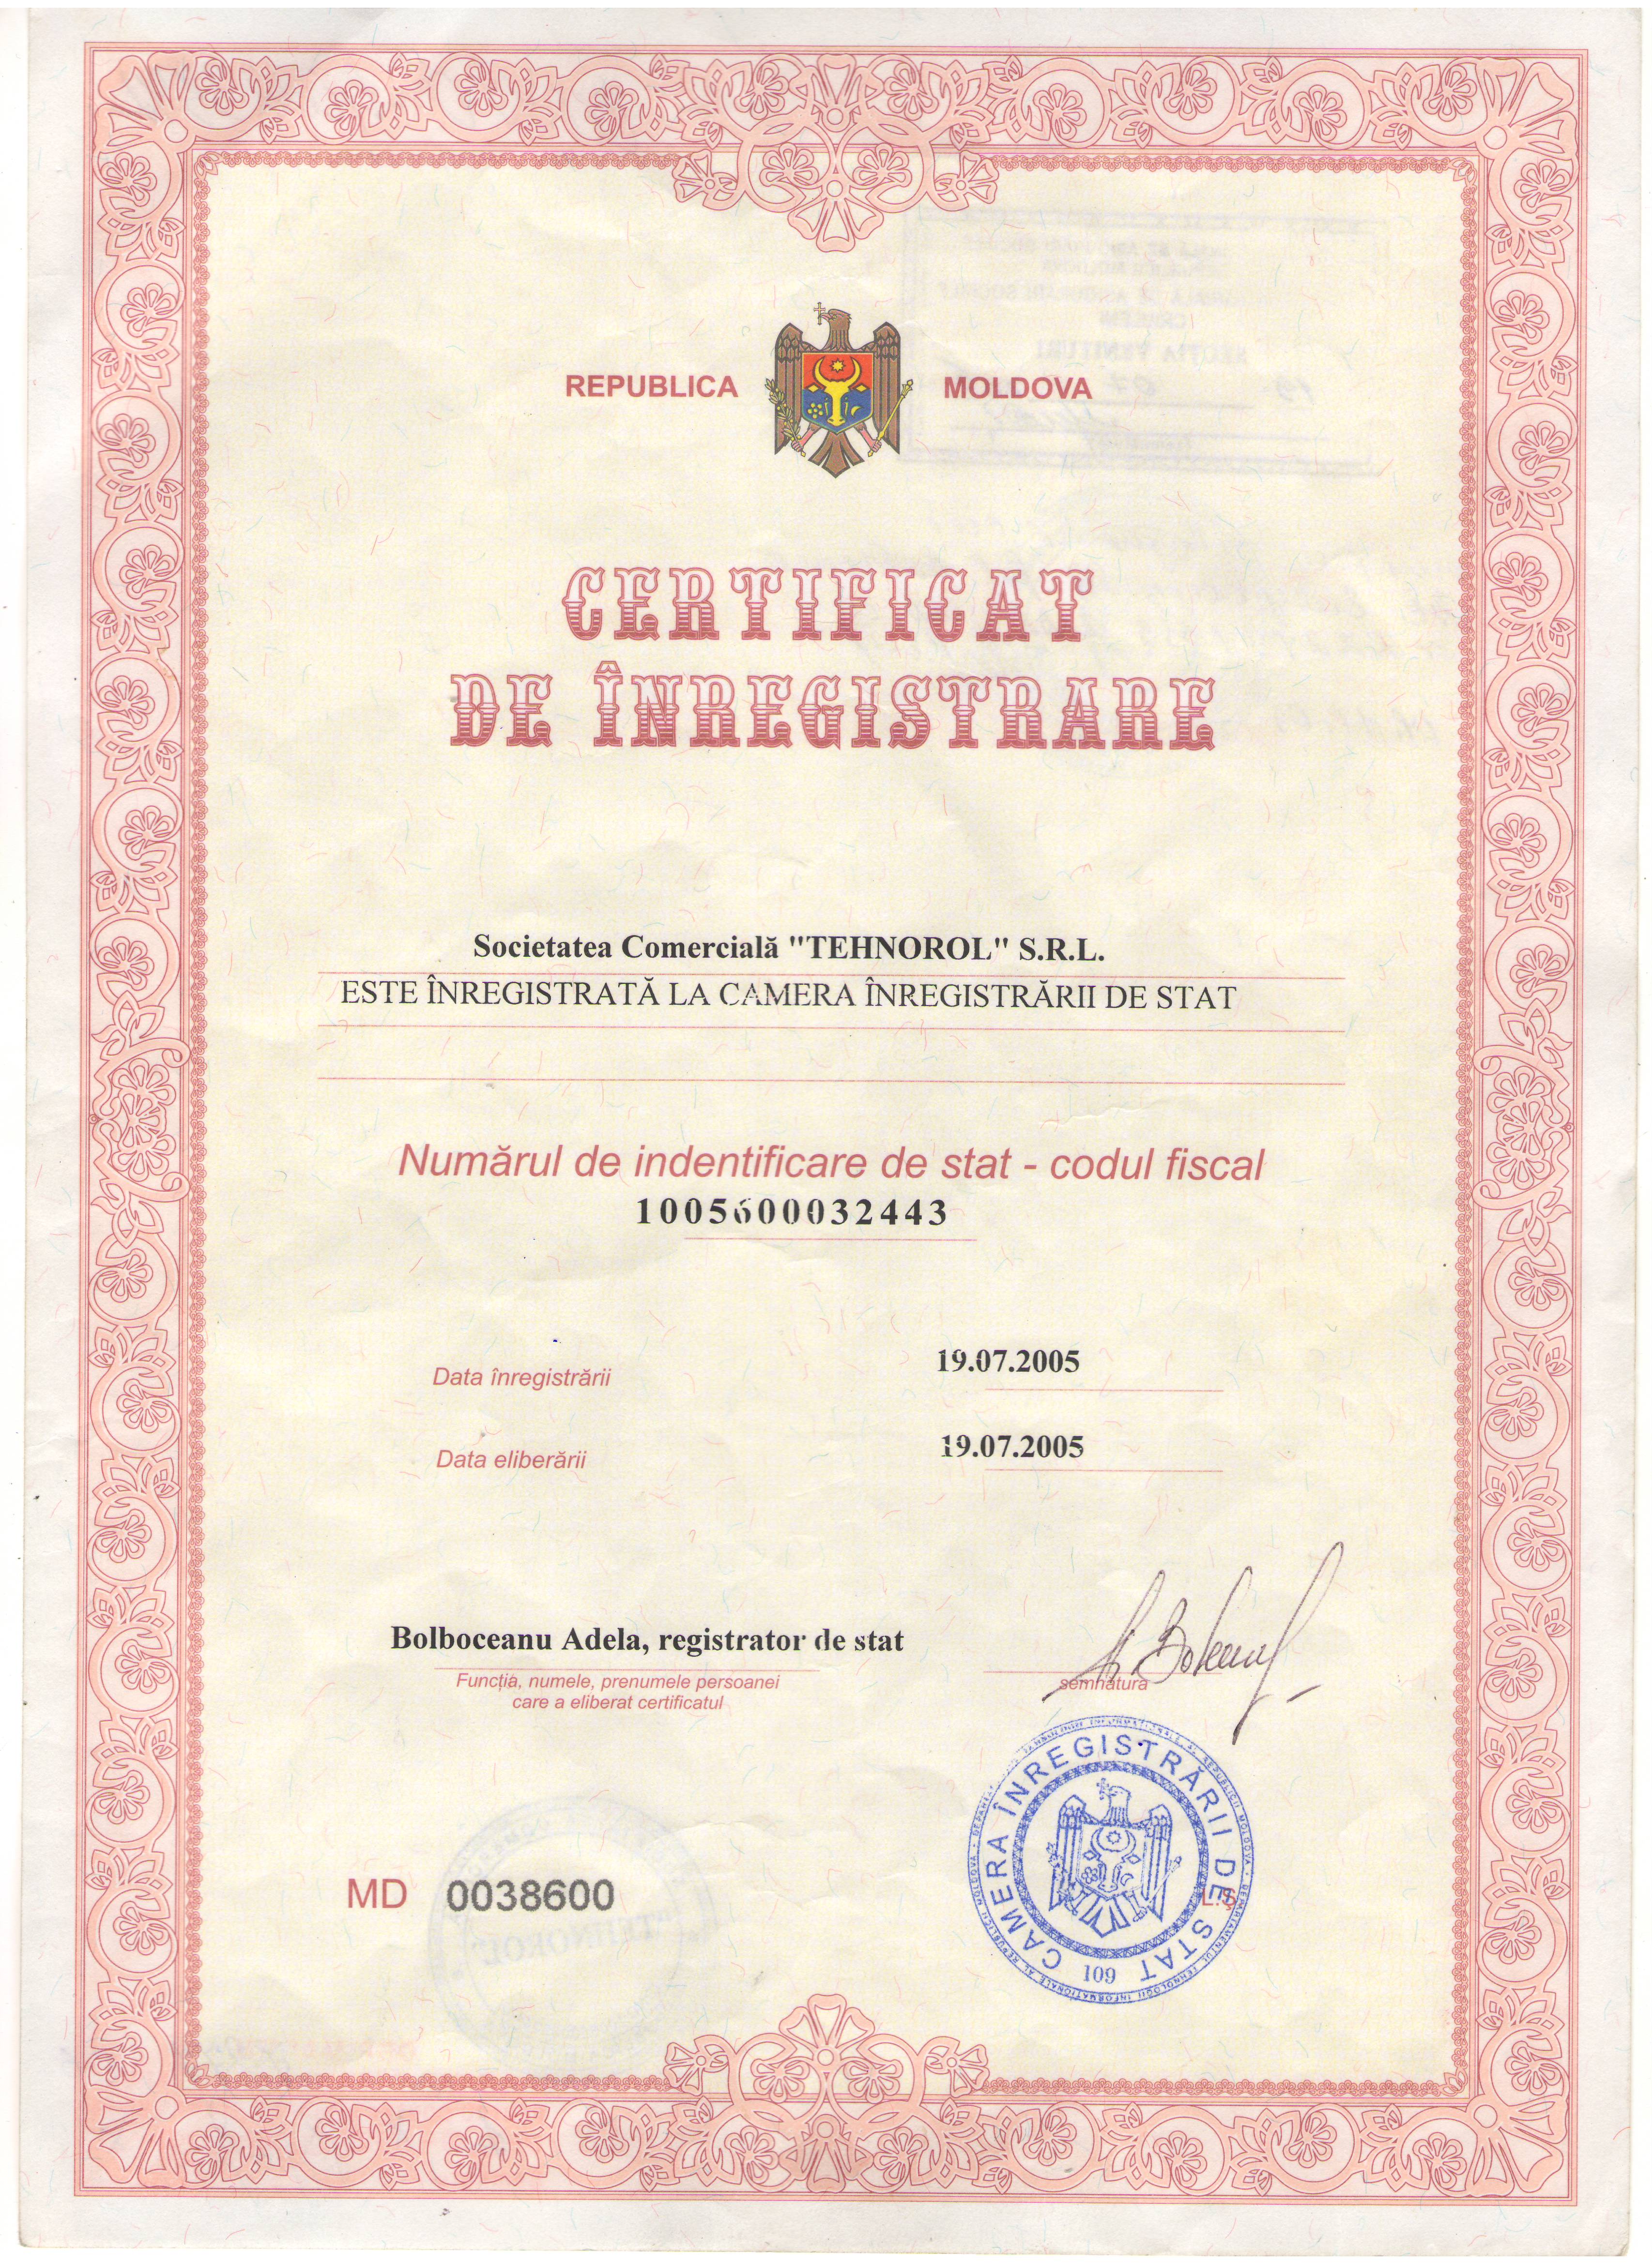 REPUBLICA MOLDOVA
CERTIFICAT
DE ÎNREGISTRARE
Societatea Comercială "TEHNOROL" S.R.L.
ESTE ÎNREGISTRATĂ LA CAMERA ÎNREGISTRĂRII DE STAT
Numărul de indentificare de stat - codul fiscal
1005600032443
Data înregistrării 19.07.2005
Data eliberării 19.07.2005
Bolboceanu Adela, registrator de stat
Funcția, numele, prenumele persoanei
care a eliberat certificatul
semnătura
MD 0038600
L.Ș
CAMERA ÎNREGISTRĂRII DE STAT
109